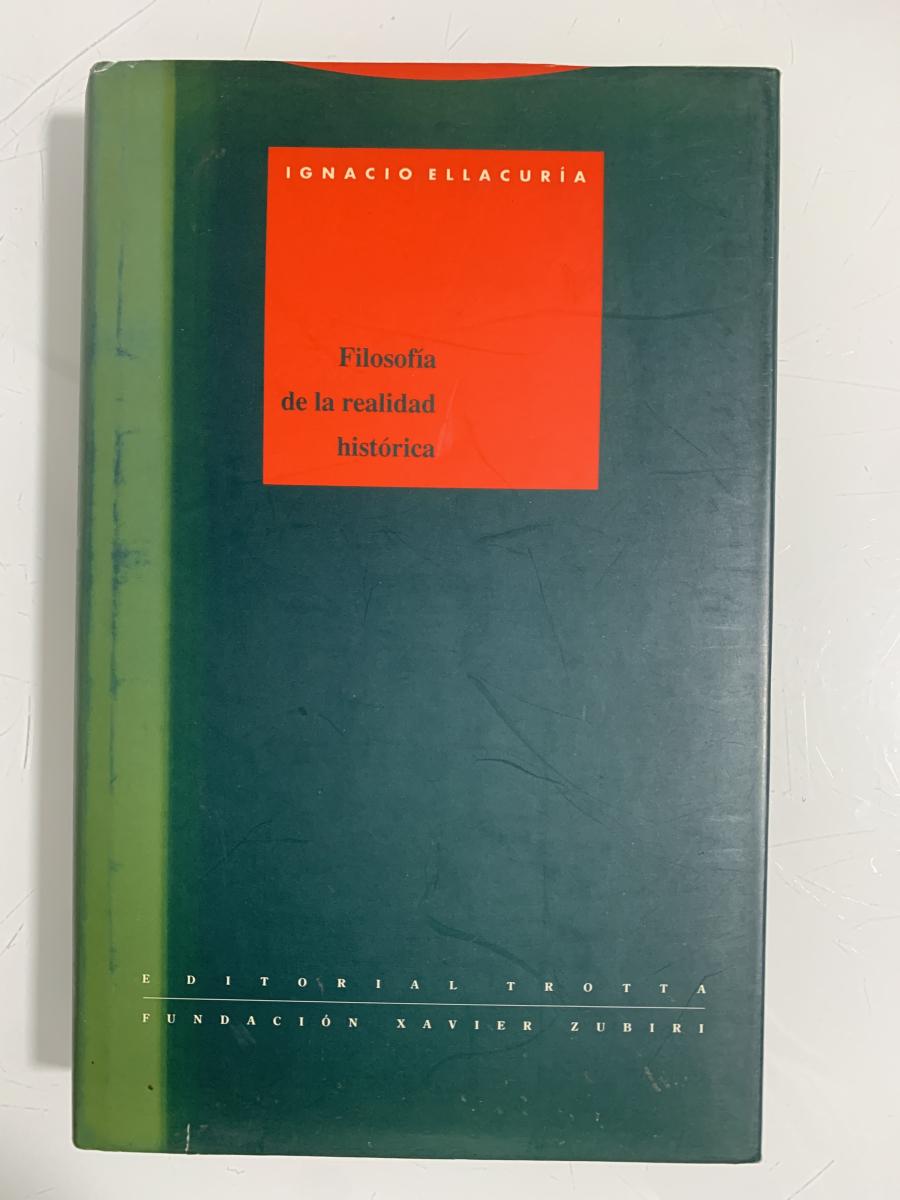 IGNACIO ELLACURÍA
Filosofía
de la realidad
histórica
EDITORIAL TROTTA
FUNDACIÓN XAVIER ZUBIRI